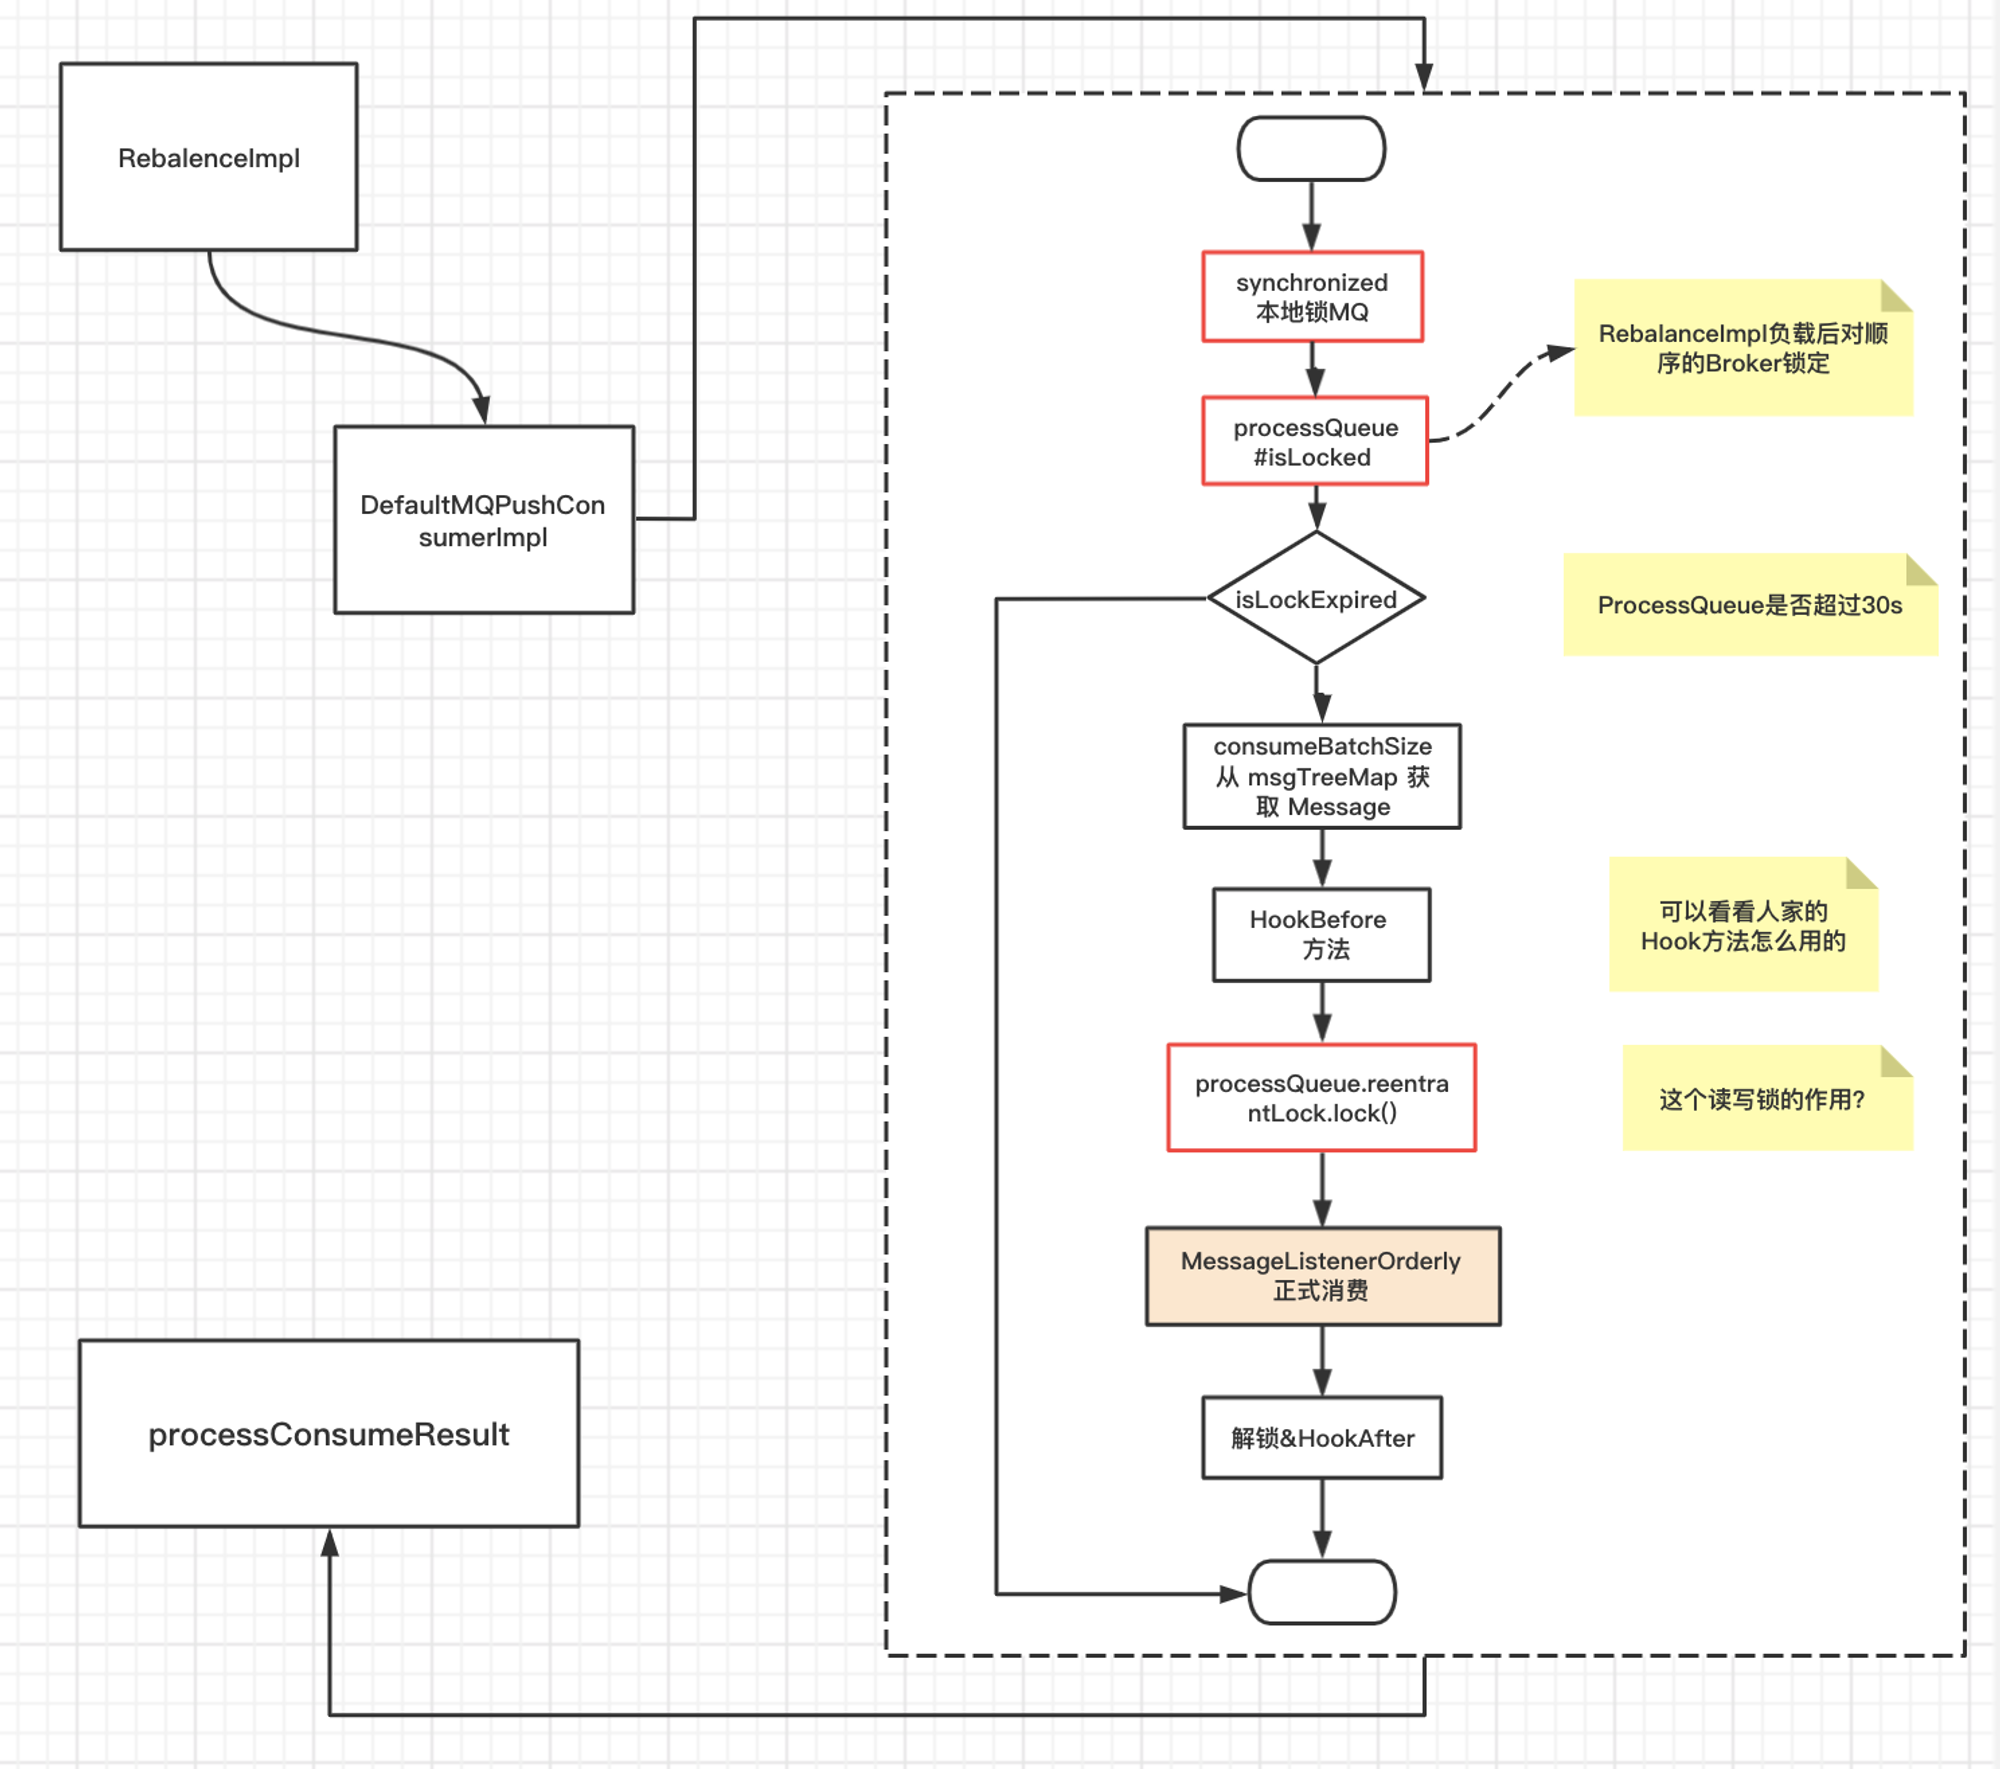 RebalenceImpl
DefaultMQPushCon
sumerImpl
synchronized
本地锁MQ
RebalanceImpl负载后对顺
序的Broker锁定
processQueue
#isLocked
isLockExpired
ProcessQueue是否超过30s
consumeBatchSize
从 msgTreeMap 获
取 Message
HookBefore
方法
可以看看人家的
Hook方法怎么用的
processQueue.reentra
ntLock.lock()
这个读写锁的作用?
MessageListenerOrderly
正式消费
解锁&HookAfter
processConsumeResult